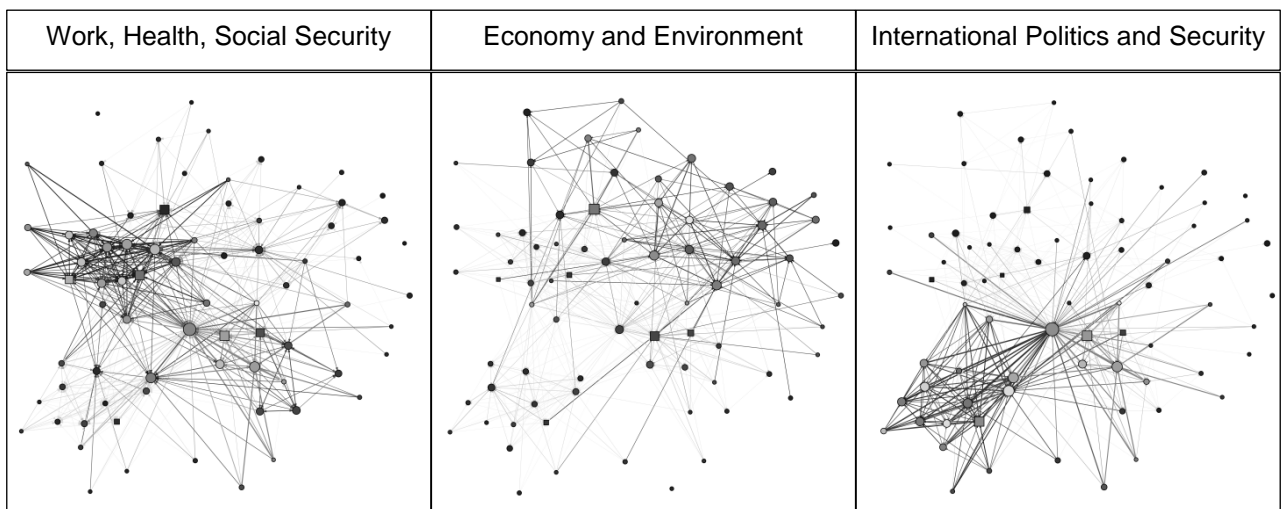 Work, Health, Social Security
Economy and Environment
International Politics and Security